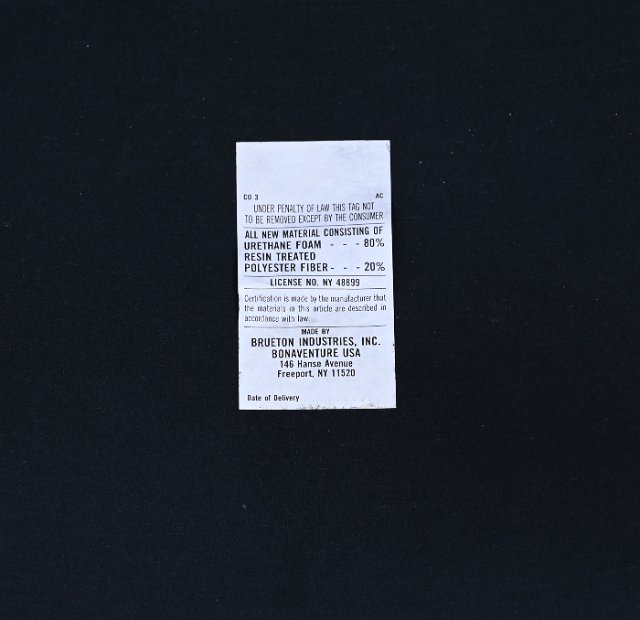 CO 3 AC
UNDER PENALTY OF LAW THIS TAG NOT
TO BE REMOVED EXCEPT BY THE CONSUMER
ALL NEW MATERIAL CONSISTING OF
URETHANE FOAM - - - 80%
RESIN TREATED
POLYESTER FIBER - - - 20%
LICENSE NO. NY 48899
Certification is made by the manufacturer that
the materials in this article are described in
accordance with law.
MADE BY
BRUETON INDUSTRIES, INC.
BONAVENTURE USA
146 Hanse Avenue
Freeport, NY 11520
Date of Delivery